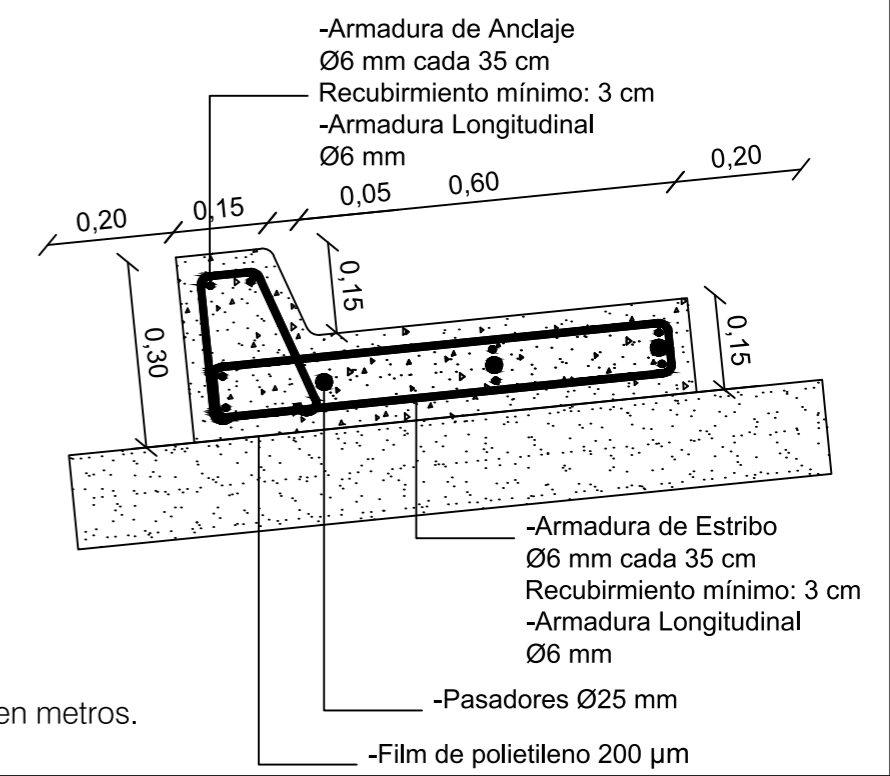 -Armadura de Anclaje
Ø6 mm cada 35 cm
Recubirmiento mínimo: 3 cm
-Armadura Longitudinal
Ø6 mm
0,20
0,15
0,05
0,60
0,20
0,15
0,30
0,15
-Armadura de Estribo
Ø6 mm cada 35 cm
Recubirmiento mínimo: 3 cm
-Armadura Longitudinal
Ø6 mm
-Pasadores Ø25 mm
en metros.
-Film de polietileno 200 µm